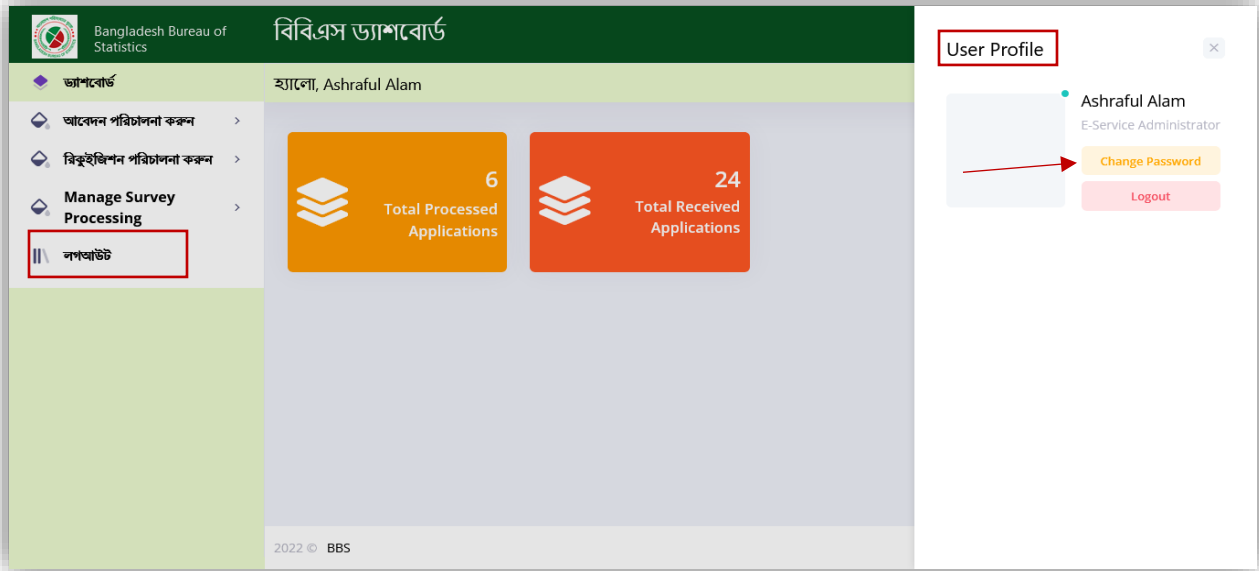 Bangladesh Bureau of
Statistics
বিবিএস ড্যাশবোর্ড
ড্যাশবোর্ড
আবেদন পরিচালনা করুন
রিকুইজিশন পরিচালনা করুন
Manage Survey
Processing
লগআউট
হ্যালো, Ashraful Alam
6
Total Processed
Applications
24
Total Received
Applications
2022 © BBS
User Profile
Ashraful Alam
E-Service Administrator
Change Password
Logout